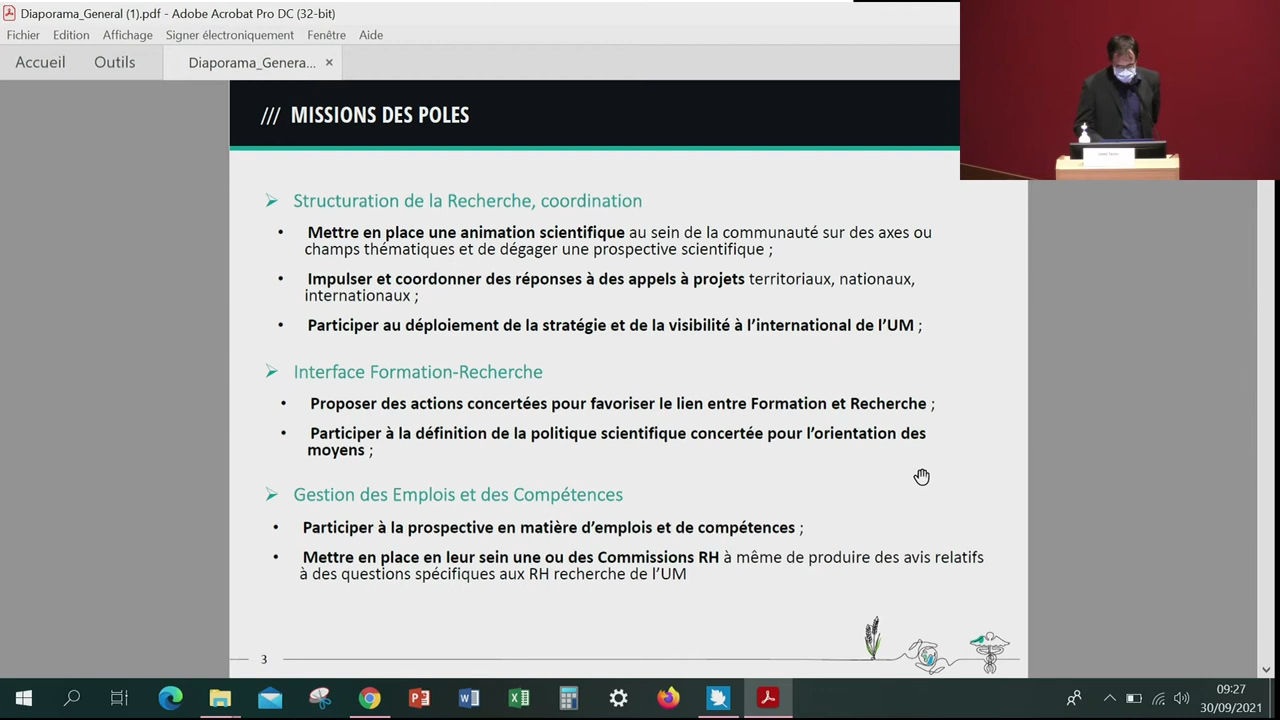 Diaporama_General (1).pdf - Adobe Acrobat Pro DC (32-bit)
Fichier Edition Affichage Signer électroniquement Fenêtre Aide
Accueil Outils Diaporama_Genera... ×
/// MISSIONS DES POLES
Structuration de la Recherche, coordination
• Mettre en place une animation scientifique au sein de la communauté sur des axes ou
champs thématiques et de dégager une prospective scientifique ;
• Impulser et coordonner des réponses à des appels à projets territoriaux, nationaux,
internationaux ;
• Participer au déploiement de la stratégie et de la visibilité à l’international de l’UM ;
Interface Formation-Recherche
• Proposer des actions concertées pour favoriser le lien entre Formation et Recherche ;
• Participer à la définition de la politique scientifique concertée pour l’orientation des
moyens ;
Gestion des Emplois et des Compétences
• Participer à la prospective en matière d’emplois et de compétences ;
• Mettre en place en leur sein une ou des Commissions RH à même de produire des avis relatifs
à des questions spécifiques aux RH recherche de l’UM
3
09:27
30/09/2021